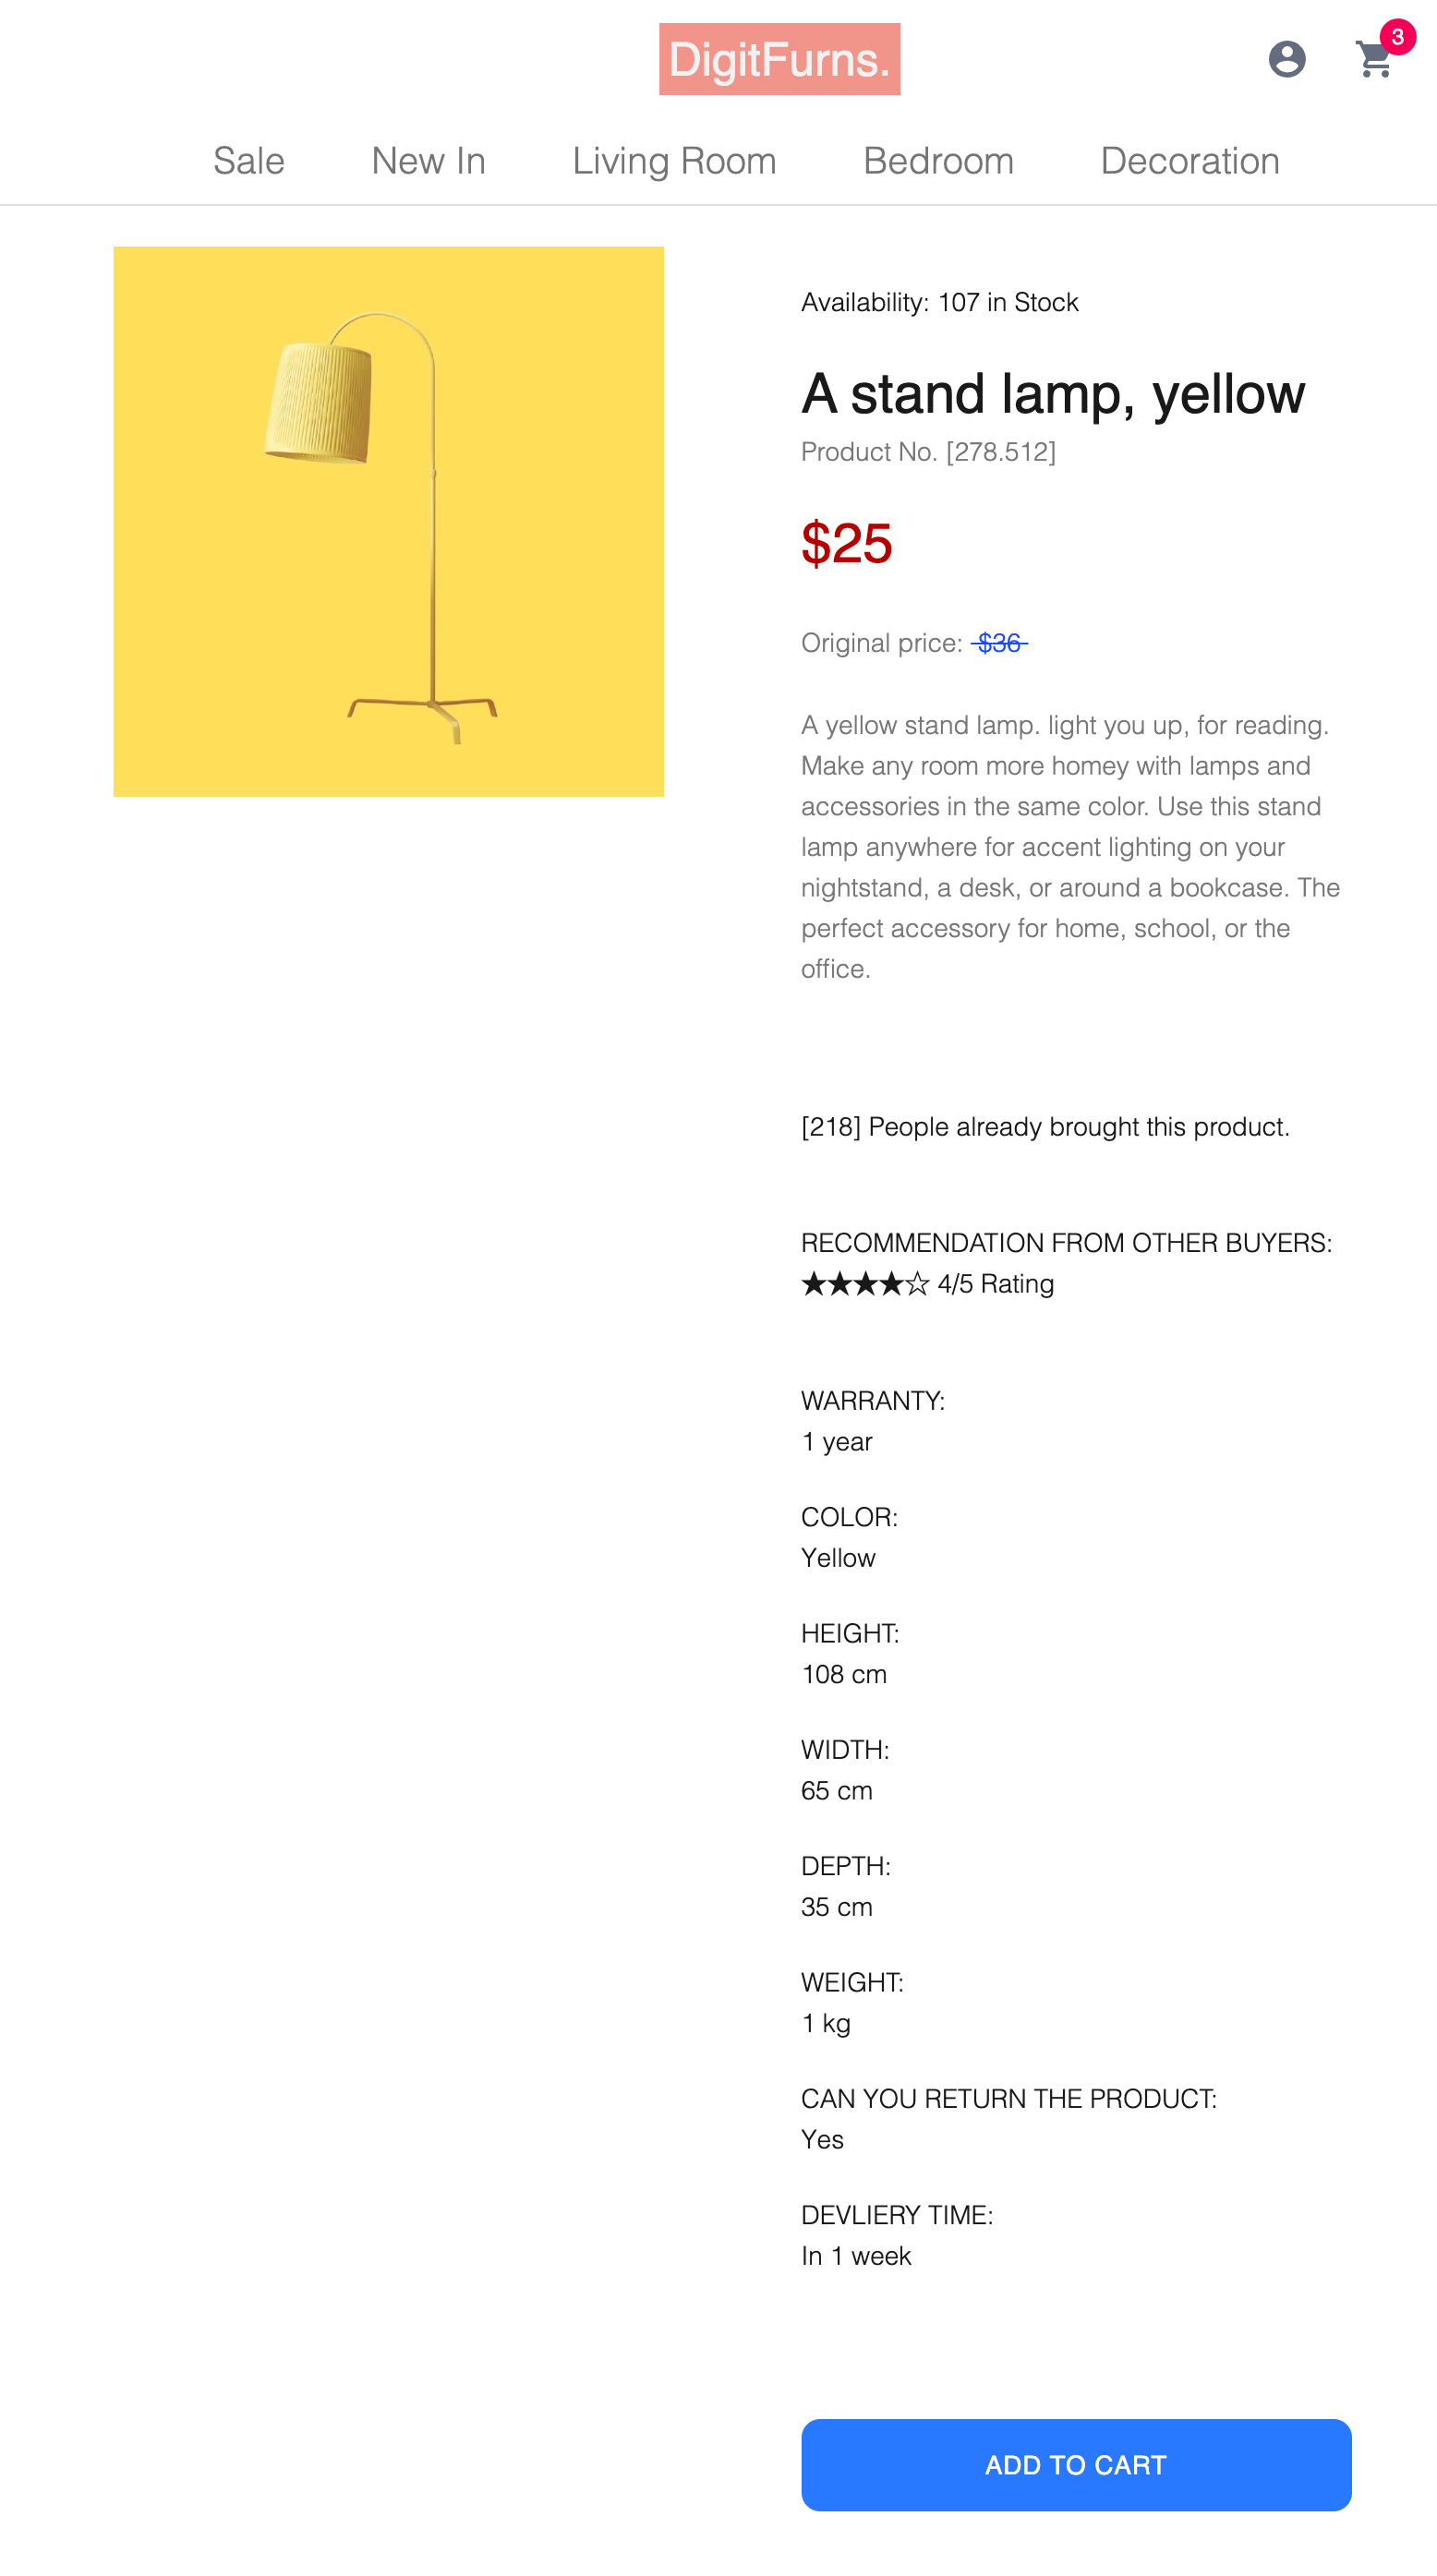 DigitFurns.
3
Sale
New In
Living Room
Bedroom
Decoration
Availability: 107 in Stock
A stand lamp, yellow
Product No. [278.512]
$25
Original price: $36
A yellow stand lamp. light you up, for reading.
Make any room more homey with lamps and
accessories in the same color. Use this stand
lamp anywhere for accent lighting on your
nightstand, a desk, or around a bookcase. The
perfect accessory for home, school, or the
office.
[218] People already brought this product.
RECOMMENDATION FROM OTHER BUYERS:
★★★★☆ 4/5 Rating
WARRANTY:
1 year
COLOR:
Yellow
HEIGHT:
108 cm
WIDTH:
65 cm
DEPTH:
35 cm
WEIGHT:
1 kg
CAN YOU RETURN THE PRODUCT:
Yes
DEVLIERY TIME:
In 1 week
ADD TO CART